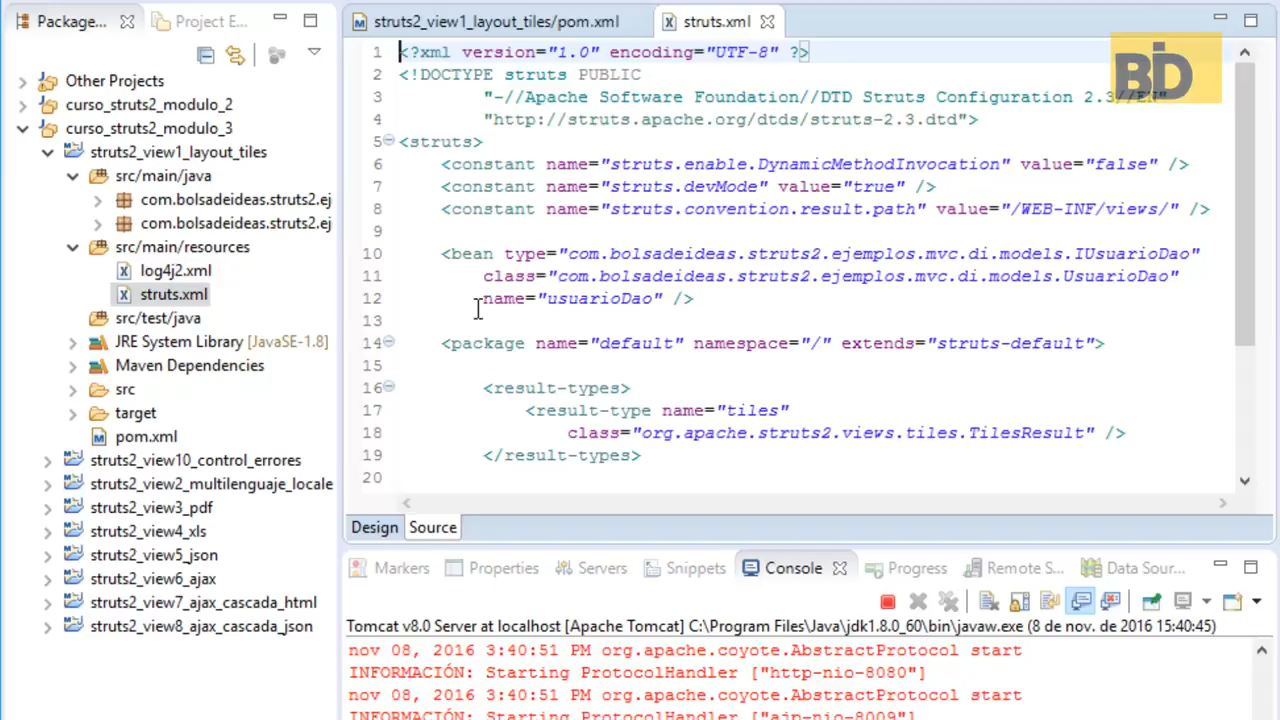 Package...
Project E...
Other Projects
curso_struts2_modulo_2
curso_struts2_modulo_3
struts2_view1_layout_tiles
src/main/java
com.bolsadeideas.struts2.ej
com.bolsadeideas.struts2.ej
src/main/resources
log4j2.xml
struts.xml
src/test/java
JRE System Library [JavaSE-1.8]
Maven Dependencies
src
target
pom.xml
struts2_view10_control_errores
struts2_view2_multilenguaje_locale
struts2_view3_pdf
struts2_view4_xls
struts2_view5_json
struts2_view6_ajax
struts2_view7_ajax_cascada_html
struts2_view8_ajax_cascada_json
struts2_view1_layout_tiles/pom.xml
struts.xml
BD
1 <?xml version="1.0" encoding="UTF-8" ?>
2 <!DOCTYPE struts PUBLIC
3 "-//Apache Software Foundation//DTD Struts Configuration 2.3//EN"
4 "http://struts.apache.org/dtds/struts-2.3.dtd">
5 <struts>
6 <constant name="struts.enable.DynamicMethodInvocation" value="false" />
7 <constant name="struts.devMode" value="true" />
8 <constant name="struts.convention.result.path" value="/WEB-INF/views/" />
9
10 <bean type="com.bolsadeideas.struts2.ejemplos.mvc.di.models.IUsuarioDao"
11 class="com.bolsadeideas.struts2.ejemplos.mvc.di.models.UsuarioDao"
12 name="usuarioDao" />
13
14 <package name="default" namespace="/" extends="struts-default">
15
16 <result-types>
17 <result-type name="tiles"
18 class="org.apache.struts2.views.tiles.TilesResult" />
19 </result-types>
20
Design Source
Markers Properties Servers Snippets Console Progress Remote S... Data Sour...
Tomcat v8.0 Server at localhost [Apache Tomcat] C:\Program Files\Java\jdk1.8.0_60\bin\javaw.exe (8 de nov. de 2016 15:40:45)
nov 08, 2016 3:40:51 PM org.apache.coyote.AbstractProtocol start
INFORMACIÓN: Starting ProtocolHandler ["http-nio-8080"]
nov 08, 2016 3:40:51 PM org.apache.coyote.AbstractProtocol start
INFORMACIÓN: Starting ProtocolHandler ["ajp-nio-8009"]